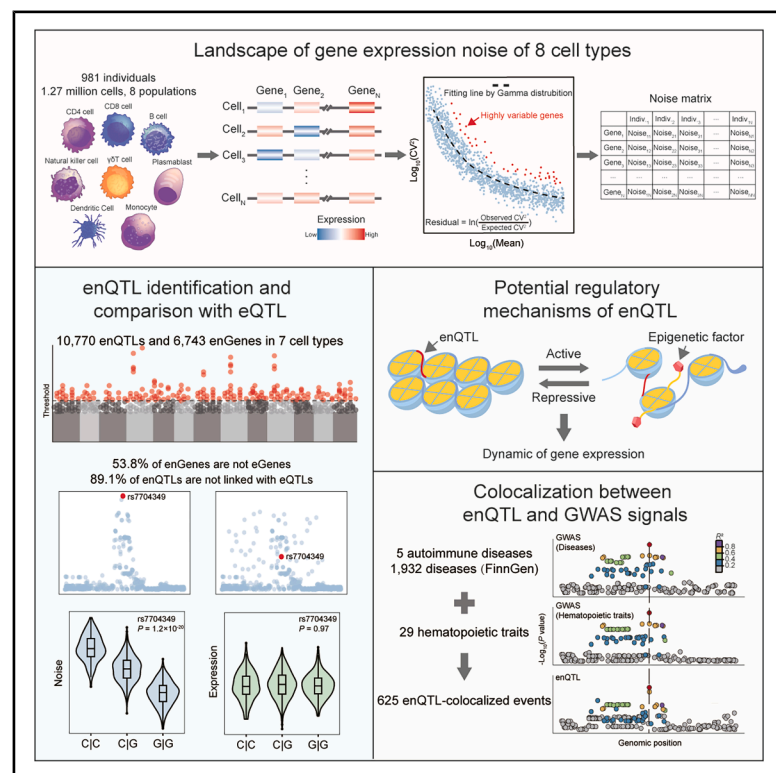 Landscape of gene expression noise of 8 cell types
981 individuals
1.27 million cells, 8 populations
CD4 cell
CD8 cell
B cell
Natural killer cell
γδT cell
Plasmablast
Dendritic Cell
Monocyte
Gene1 Gene2 GeneN
Cell1
Cell2
Cell3
CellN
Expression
Low High
Fitting line by Gamma distrubition
Highly variable genes
Log10(CV²)
Residual = ln(Observed CV²/Expected CV²)
Log10(Mean)
Noise matrix
Indiv.1 Indiv.2 Indiv.3 ...
Gene1 ...
Gene2 ...
Gene3 ...
... ... ... ... ... ...
GeneN ...
enQTL identification and
comparison with eQTL
10,770 enQTLs and 6,743 enGenes in 7 cell types
Threshold
53.8% of enGenes are not eGenes
89.1% of enQTLs are not linked with eQTLs
rs7704349
rs7704349
rs7704349
P = 1.2×10-20
Noise
C|C C|G G|G
rs7704349
P = 0.97
Expression
C|C C|G G|G
Potential regulatory
mechanisms of enQTL
enQTL
Active
Repressive
Epigenetic factor
Dynamic of gene expression
Colocalization between
enQTL and GWAS signals
5 autoimmune diseases
1,932 diseases (FinnGen)
29 hematopoietic traits
625 enQTL-colocalized events
GWAS
(Diseases)
R²
0.8
0.6
0.4
0.2
GWAS
(Hematopoietic traits)
-Log10(P value)
enQTL
Genomic position